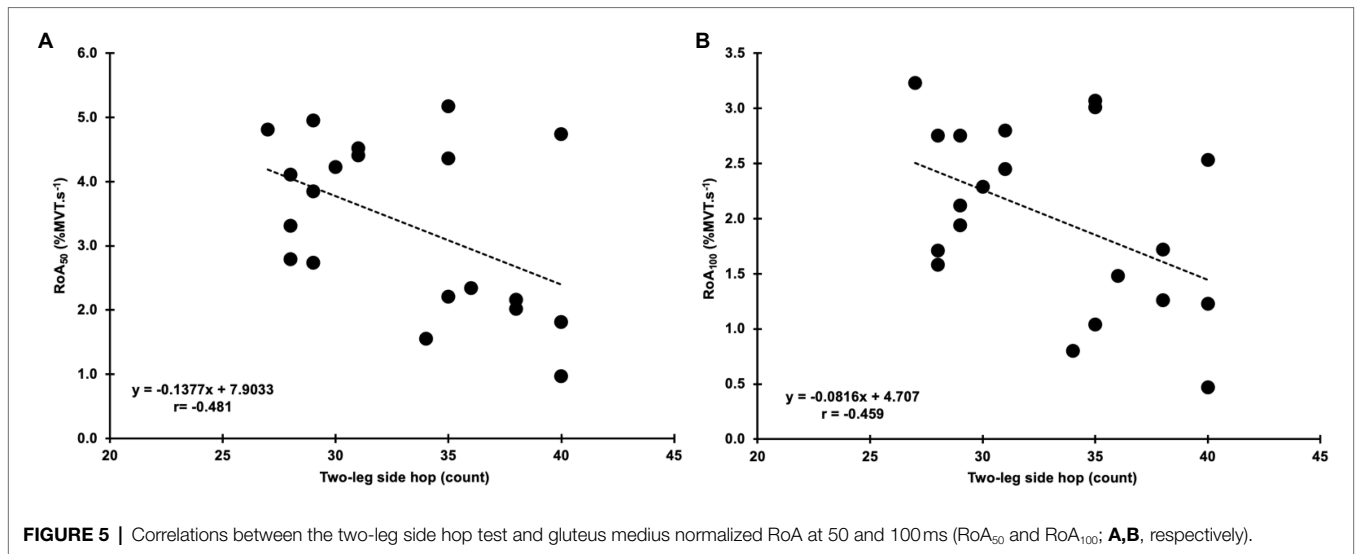 A
6.0
5.0
4.0
3.0
2.0
1.0
0.0
RoA50 (%MVT.s-1)
y = -0.1377x + 7.9033
r= -0.481
20 25 30 35 40 45
Two-leg side hop (count)
B
3.5
3.0
2.5
2.0
1.5
1.0
0.5
0.0
RoA100 (%MVT.s-1)
y = -0.0816x + 4.707
r = -0.459
20 25 30 35 40 45
Two-leg side hop (count)
FIGURE 5 | Correlations between the two-leg side hop test and gluteus medius normalized RoA at 50 and 100 ms (RoA50 and RoA100; A,B, respectively).